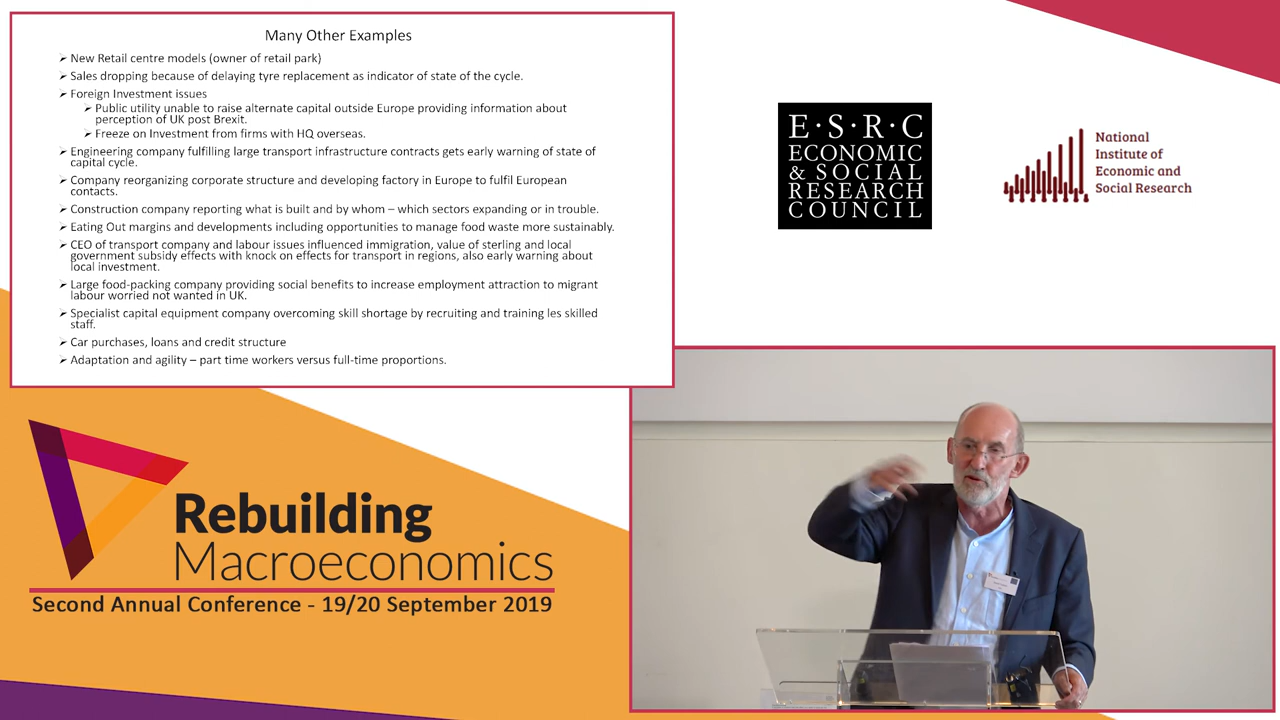 Many Other Examples
➢ New Retail centre models (owner of retail park)
➢ Sales dropping because of delaying tyre replacement as indicator of state of the cycle.
➢ Foreign Investment issues
➢ Public utility unable to raise alternate capital outside Europe providing information about
perception of UK post Brexit.
➢ Freeze on Investment from firms with HQ overseas.
➢ Engineering company fulfilling large transport infrastructure contracts gets early warning of state of
capital cycle.
➢ Company reorganizing corporate structure and developing factory in Europe to fulfil European
contacts.
➢ Construction company reporting what is built and by whom – which sectors expanding or in trouble.
➢ Eating Out margins and developments including opportunities to manage food waste more sustainably.
➢ CEO of transport company and labour issues influenced immigration, value of sterling and local
government subsidy effects with knock on effects for transport in regions, also early warning about
local investment.
➢ Large food-packing company providing social benefits to increase employment attraction to migrant
labour worried not wanted in UK.
➢ Specialist capital equipment company overcoming skill shortage by recruiting and training les skilled
staff.
➢ Car purchases, loans and credit structure
➢ Adaptation and agility – part time workers versus full-time proportions.
E·S·R·C
ECONOMIC
& SOCIAL
RESEARCH
COUNCIL
National
Institute of
Economic and
Social Research
Rebuilding
Macroeconomics
Second Annual Conference - 19/20 September 2019